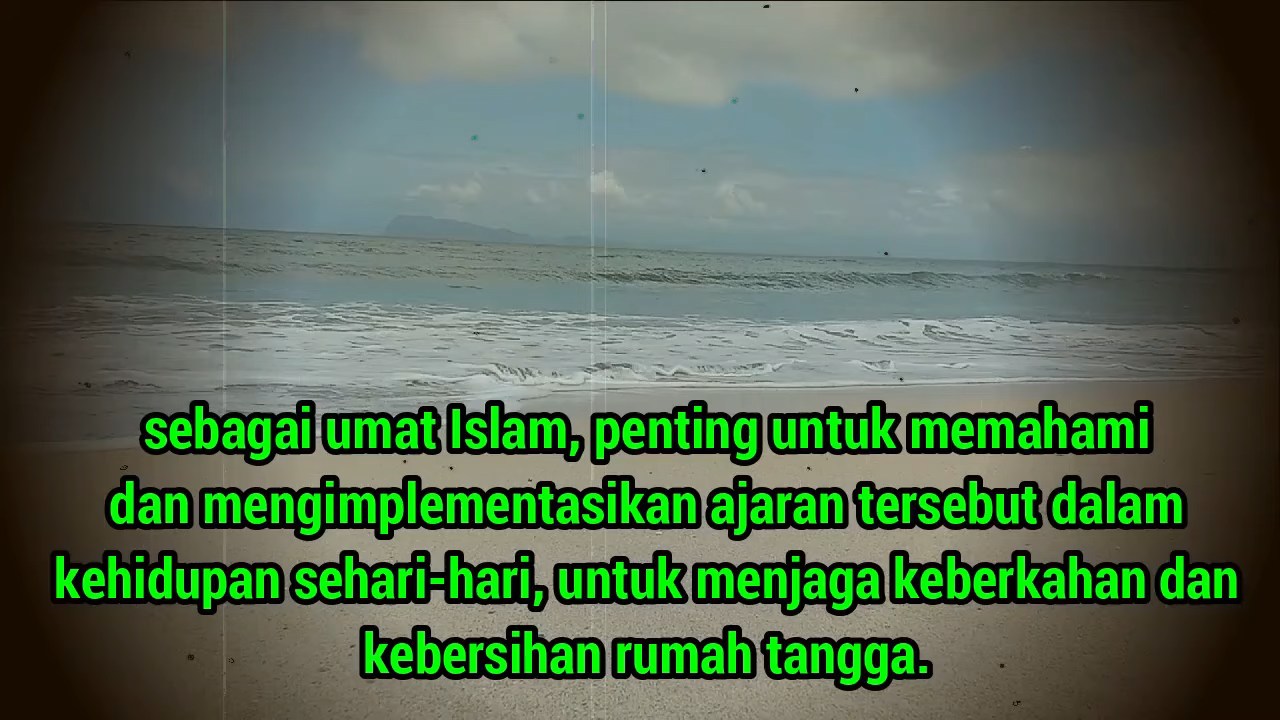 sebagai umat Islam, penting untuk memahami
dan mengimplementasikan ajaran tersebut dalam
kehidupan sehari-hari, untuk menjaga keberkahan dan
kebersihan rumah tangga.